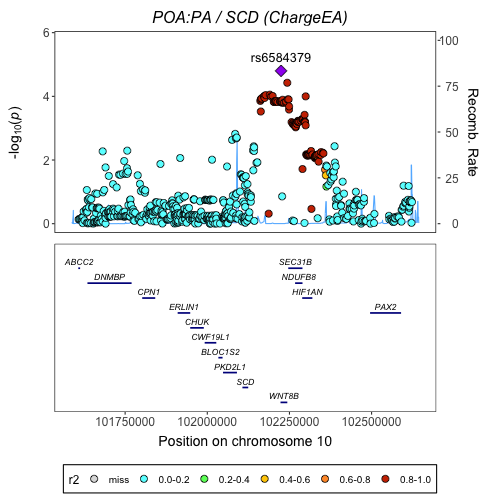 POA:PA / SCD (ChargeEA)
rs6584379
6
4
2
0
-log10(p)
100
75
50
25
0
Recomb. Rate
ABCC2
SEC31B
DNMBP
NDUFB8
CPN1
HIF1AN
ERLIN1
PAX2
CHUK
CWF19L1
BLOC1S2
PKD2L1
SCD
WNT8B
101750000 102000000 102250000 102500000
Position on chromosome 10
r2 miss 0.0-0.2 0.2-0.4 0.4-0.6 0.6-0.8 0.8-1.0